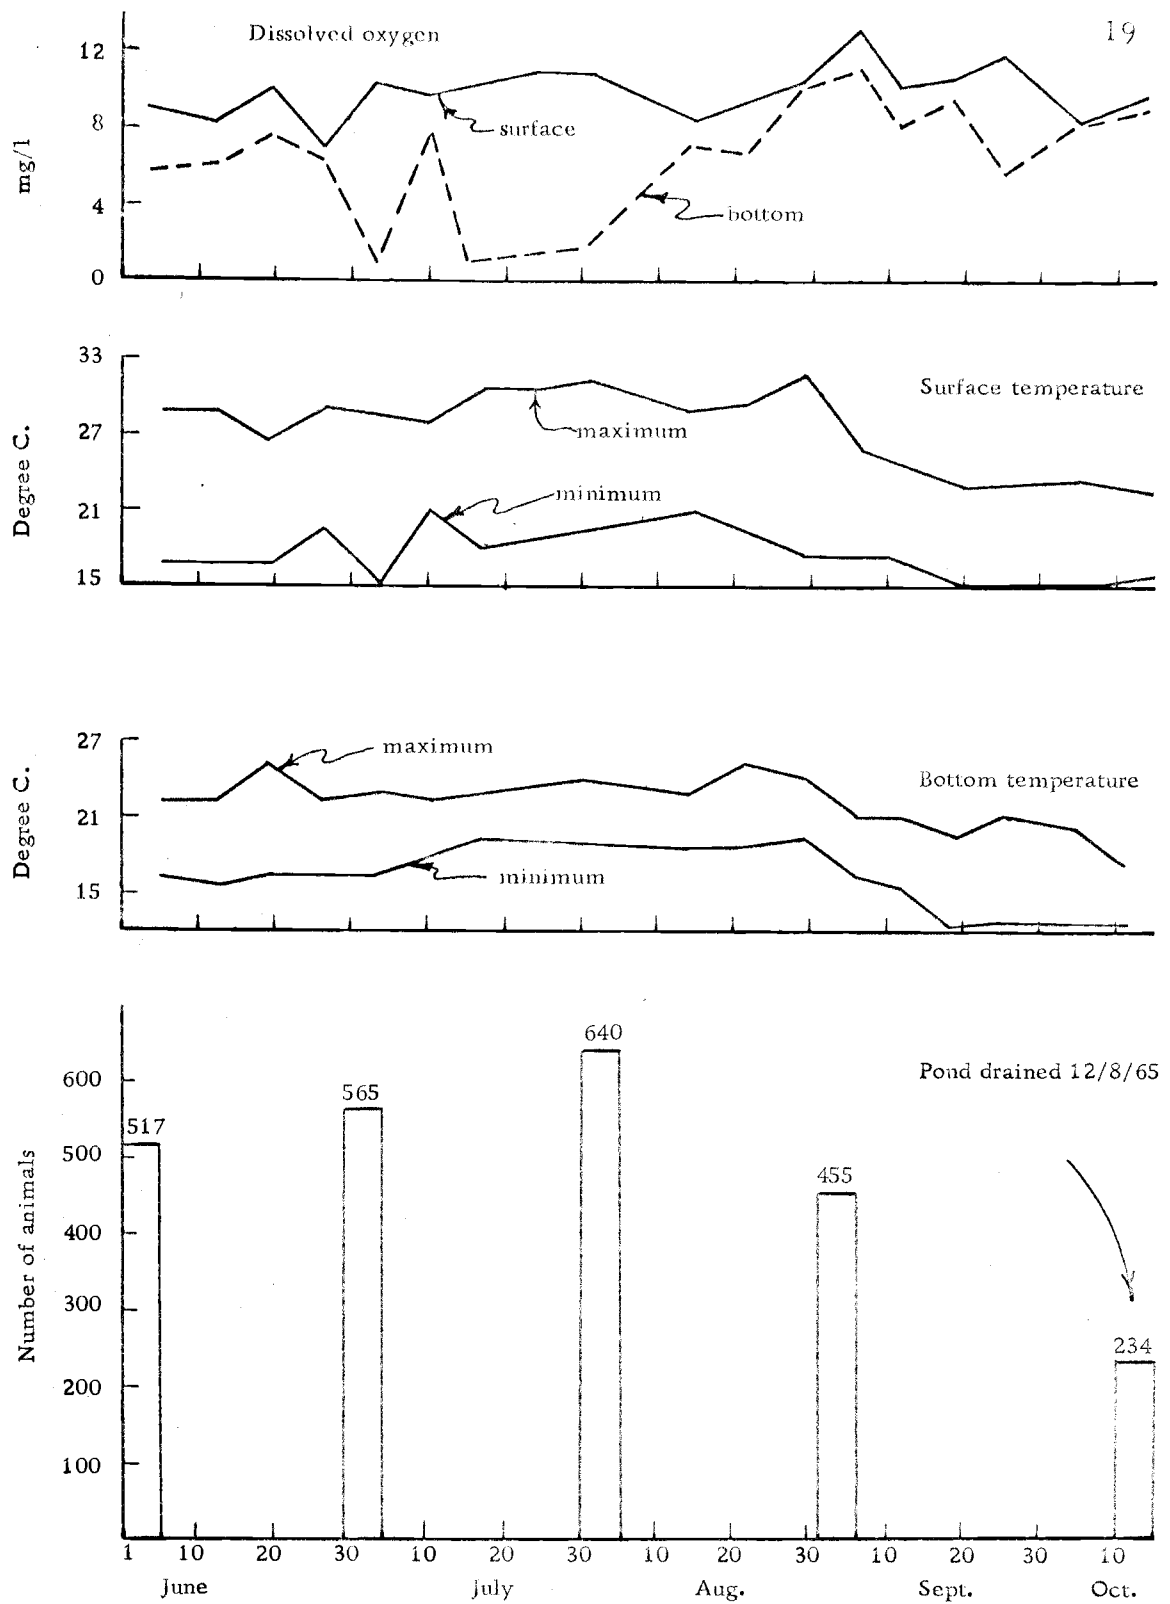 19
Dissolved oxygen
12
8
4
0
mg/l
surface
bottom
33
27
21
15
Degree C.
Surface temperature
maximum
minimum
27
21
15
Degree C.
Bottom temperature
maximum
minimum
600
500
400
300
200
100
Number of animals
517
565
640
455
234
Pond drained 12/8/65
1 10 20 30 10 20 30 10 20 30 10 20 30 10
June July Aug. Sept. Oct.